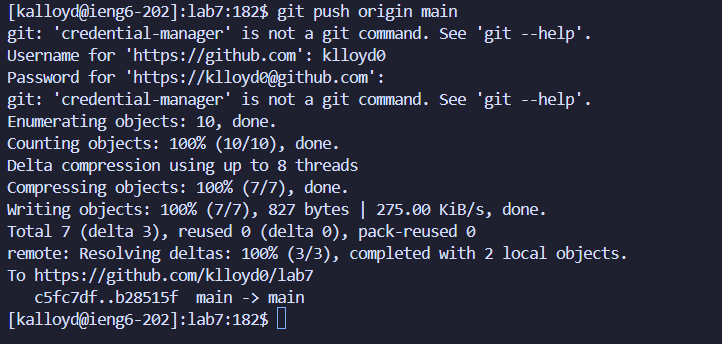 [kalloyd@ieng6-202]:lab7:182$ git push origin main
git: 'credential-manager' is not a git command. See 'git --help'.
Username for 'https://github.com': klloyd0
Password for 'https://klloyd0@github.com':
git: 'credential-manager' is not a git command. See 'git --help'.
Enumerating objects: 10, done.
Counting objects: 100% (10/10), done.
Delta compression using up to 8 threads
Compressing objects: 100% (7/7), done.
Writing objects: 100% (7/7), 827 bytes | 275.00 KiB/s, done.
Total 7 (delta 3), reused 0 (delta 0), pack-reused 0
remote: Resolving deltas: 100% (3/3), completed with 2 local objects.
To https://github.com/klloyd0/lab7
   c5fc7df..b28515f  main -> main
[kalloyd@ieng6-202]:lab7:182$